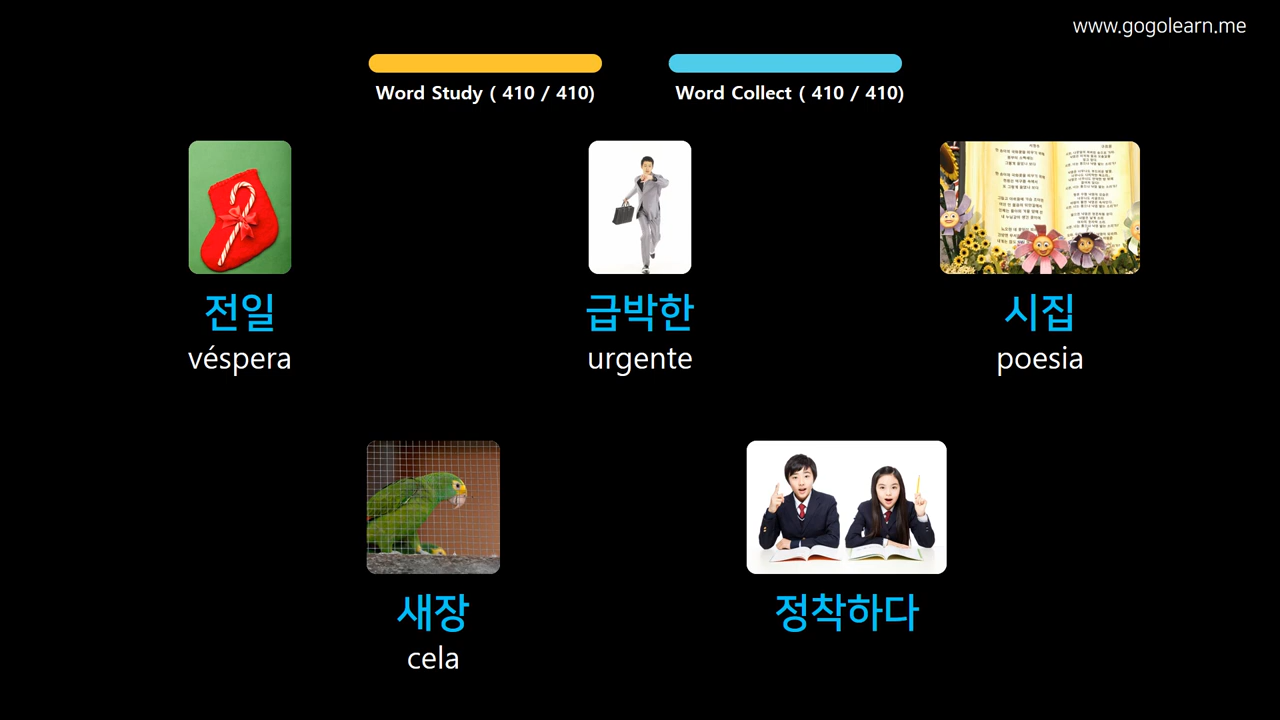 www.gogolearn.me
Word Study ( 410 / 410)
Word Collect ( 410 / 410)
전일
véspera
급박한
urgente
시집
poesia
새장
cela
정착하다